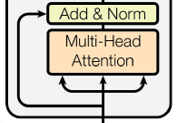 Add & Norm
Multi-Head
Attention